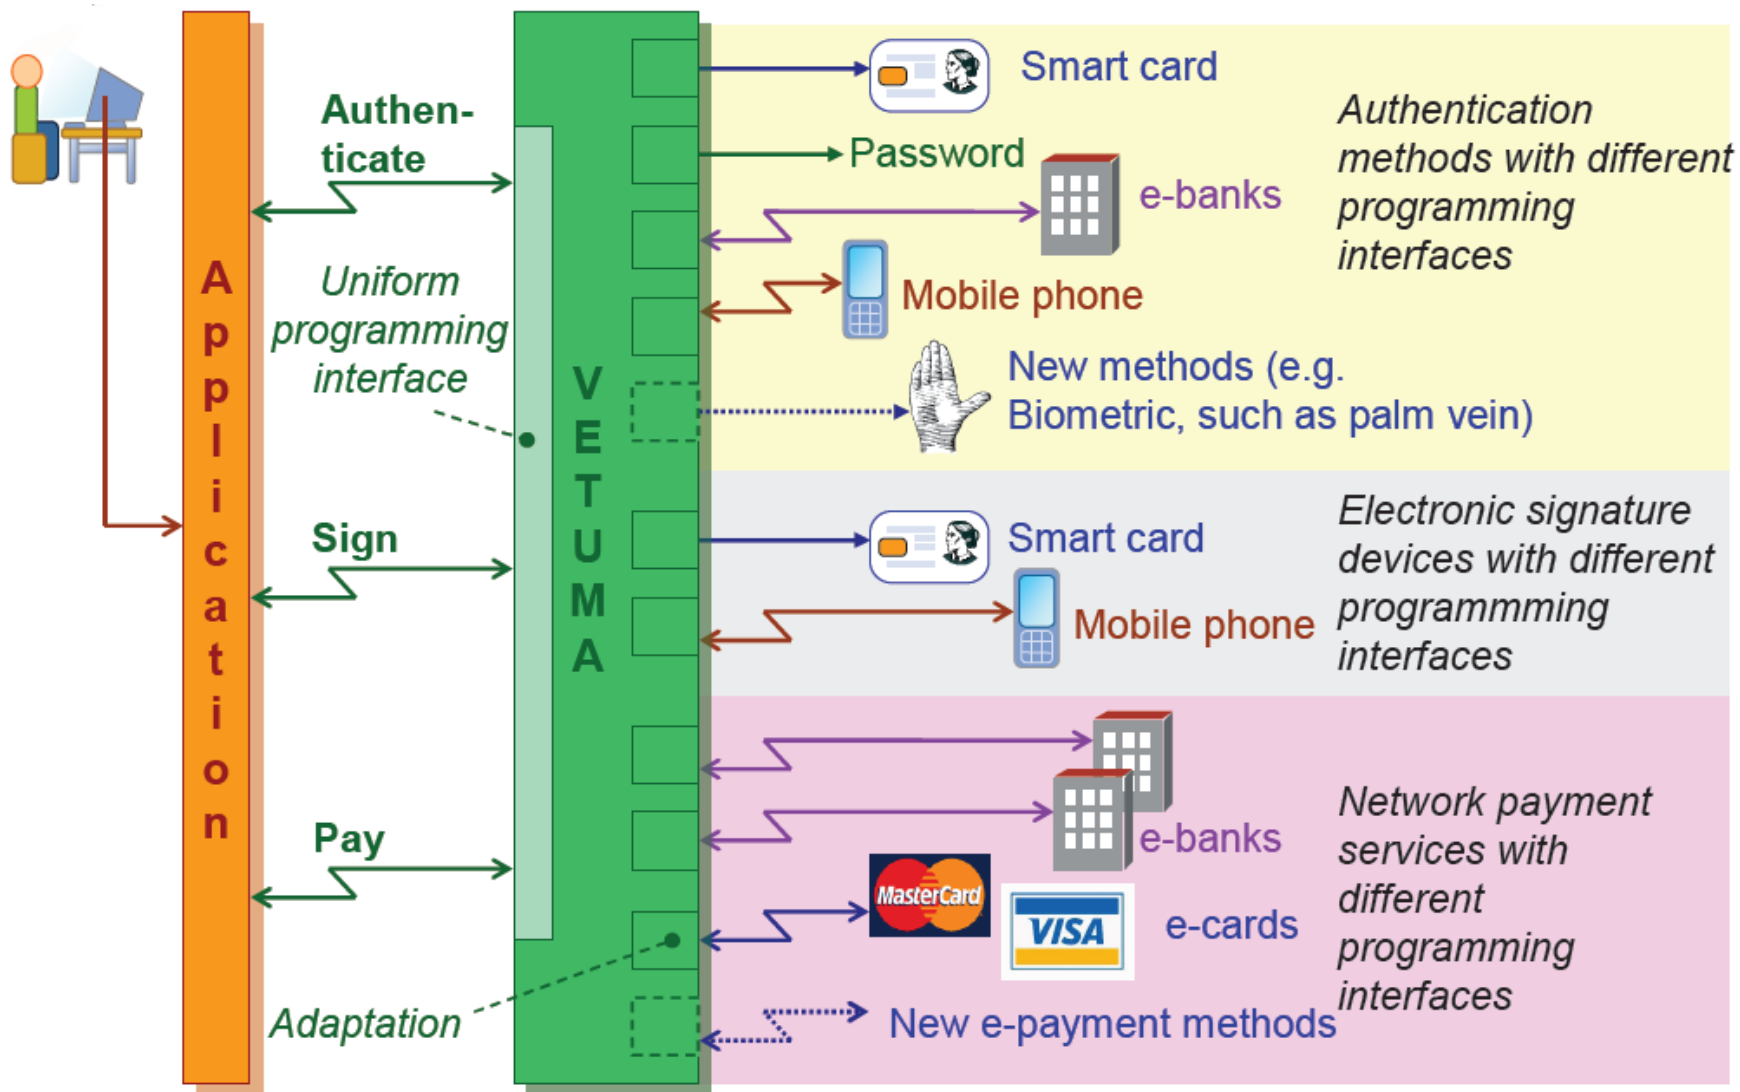 Application
Authen-
ticate
Uniform
programming
interface
Sign
Pay
Adaptation
VETUMA
Smart card
Password
e-banks
Mobile phone
New methods (e.g.
Biometric, such as palm vein)
Authentication
methods with different
programming
interfaces
Smart card
Mobile phone
Electronic signature
devices with different
programmming
interfaces
e-banks
MasterCard
VISA
e-cards
New e-payment methods
Network payment
services with
different
programming
interfaces